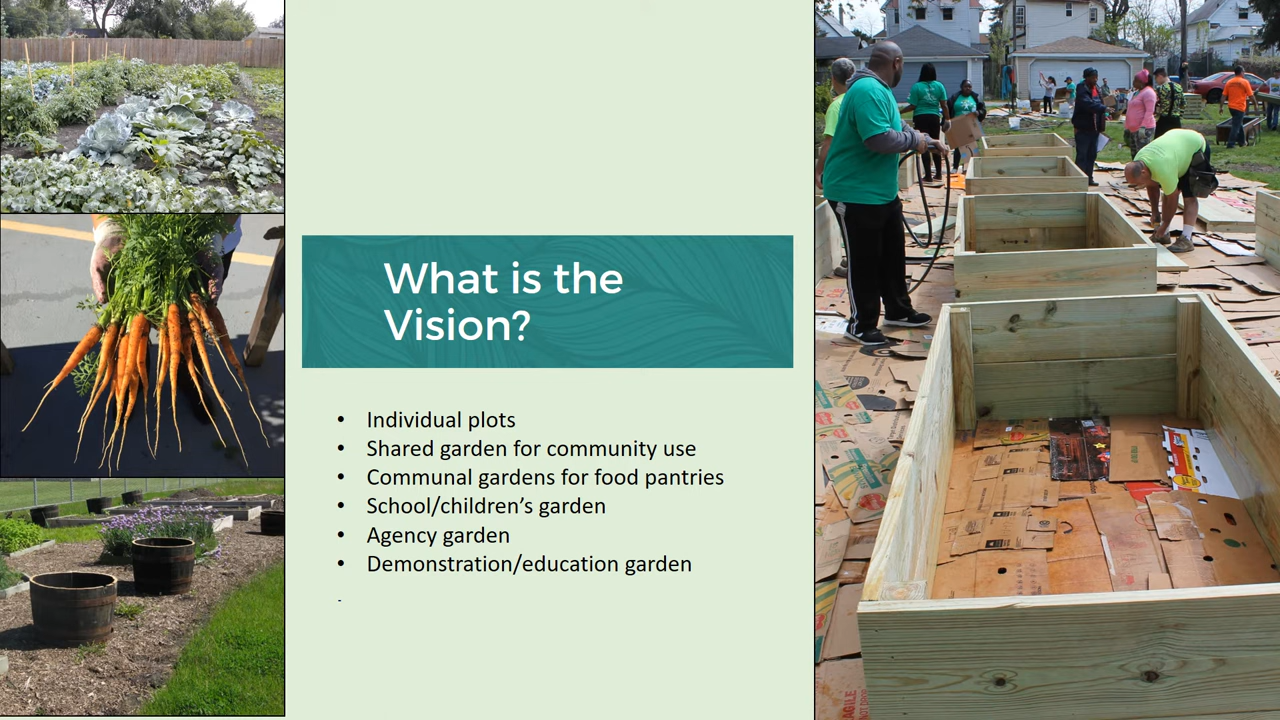 What is the
Vision?
• Individual plots
• Shared garden for community use
• Communal gardens for food pantries
• School/children's garden
• Agency garden
• Demonstration/education garden
-
FRAGILE